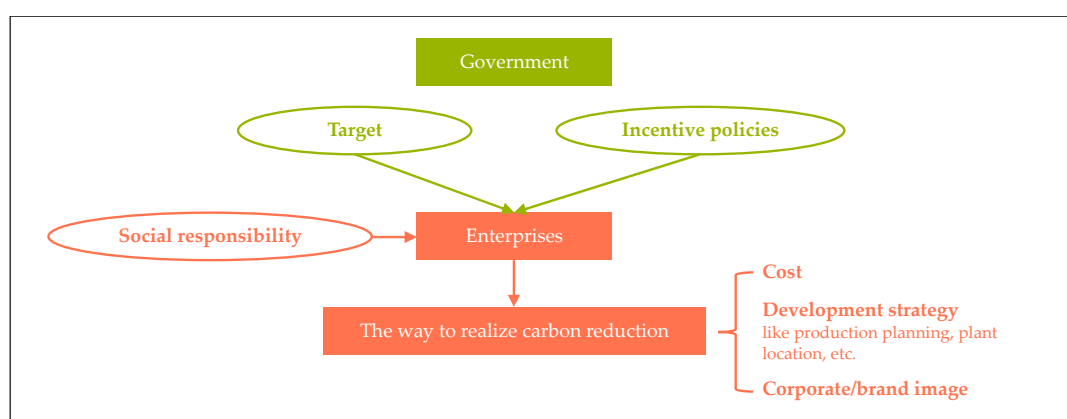 Government
Target
Incentive policies
Social responsibility
Enterprises
The way to realize carbon reduction
Cost
Development strategy
like production planning, plant
location, etc.
Corporate/brand image